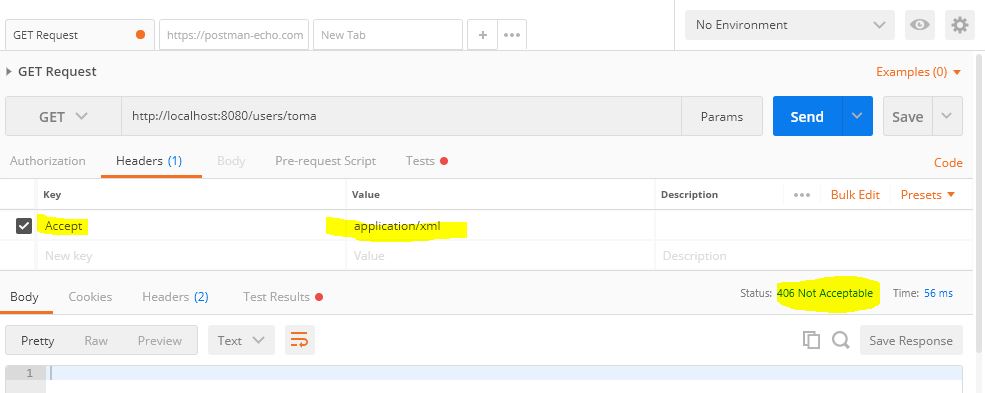 No Environment
GET Request https://postman-echo.com New Tab + •••
GET Request Examples (0)
GET http://localhost:8080/users/toma Params Send Save
Authorization Headers (1) Body Pre-request Script Tests Code
Key Value Description ••• Bulk Edit Presets
Accept application/xml
New key Value Description
Body Cookies Headers (2) Test Results Status: 406 Not Acceptable Time: 56 ms
Pretty Raw Preview Text Save Response
1